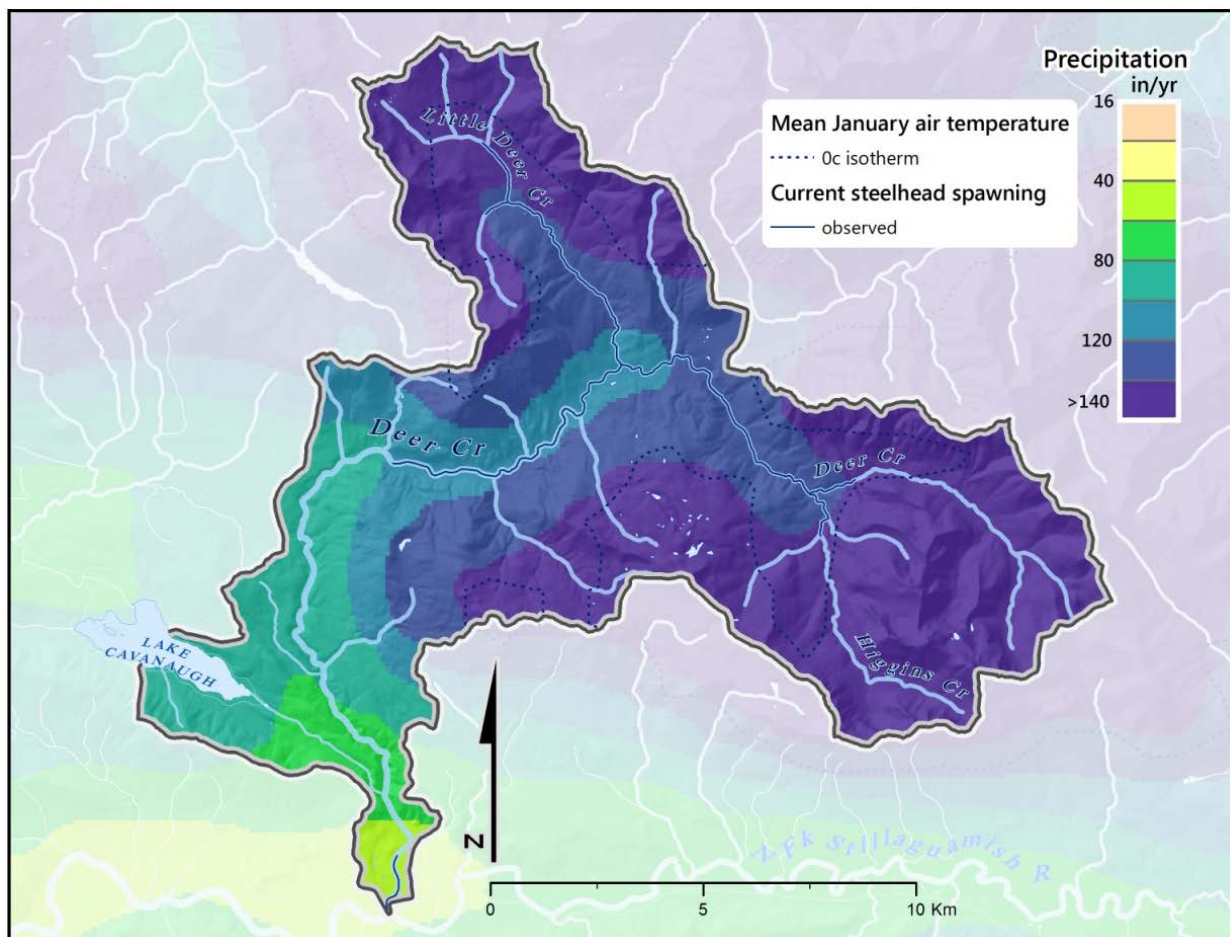 Precipitation
in/yr
16
40
80
120
>140
Mean January air temperature
0c isotherm
Current steelhead spawning
observed
Little Deer Cr
Deer Cr
Deer Cr
Higgins Cr
LAKE
CAVANAUGH
N Fk Stillaguamish R
N
0
5
10 Km